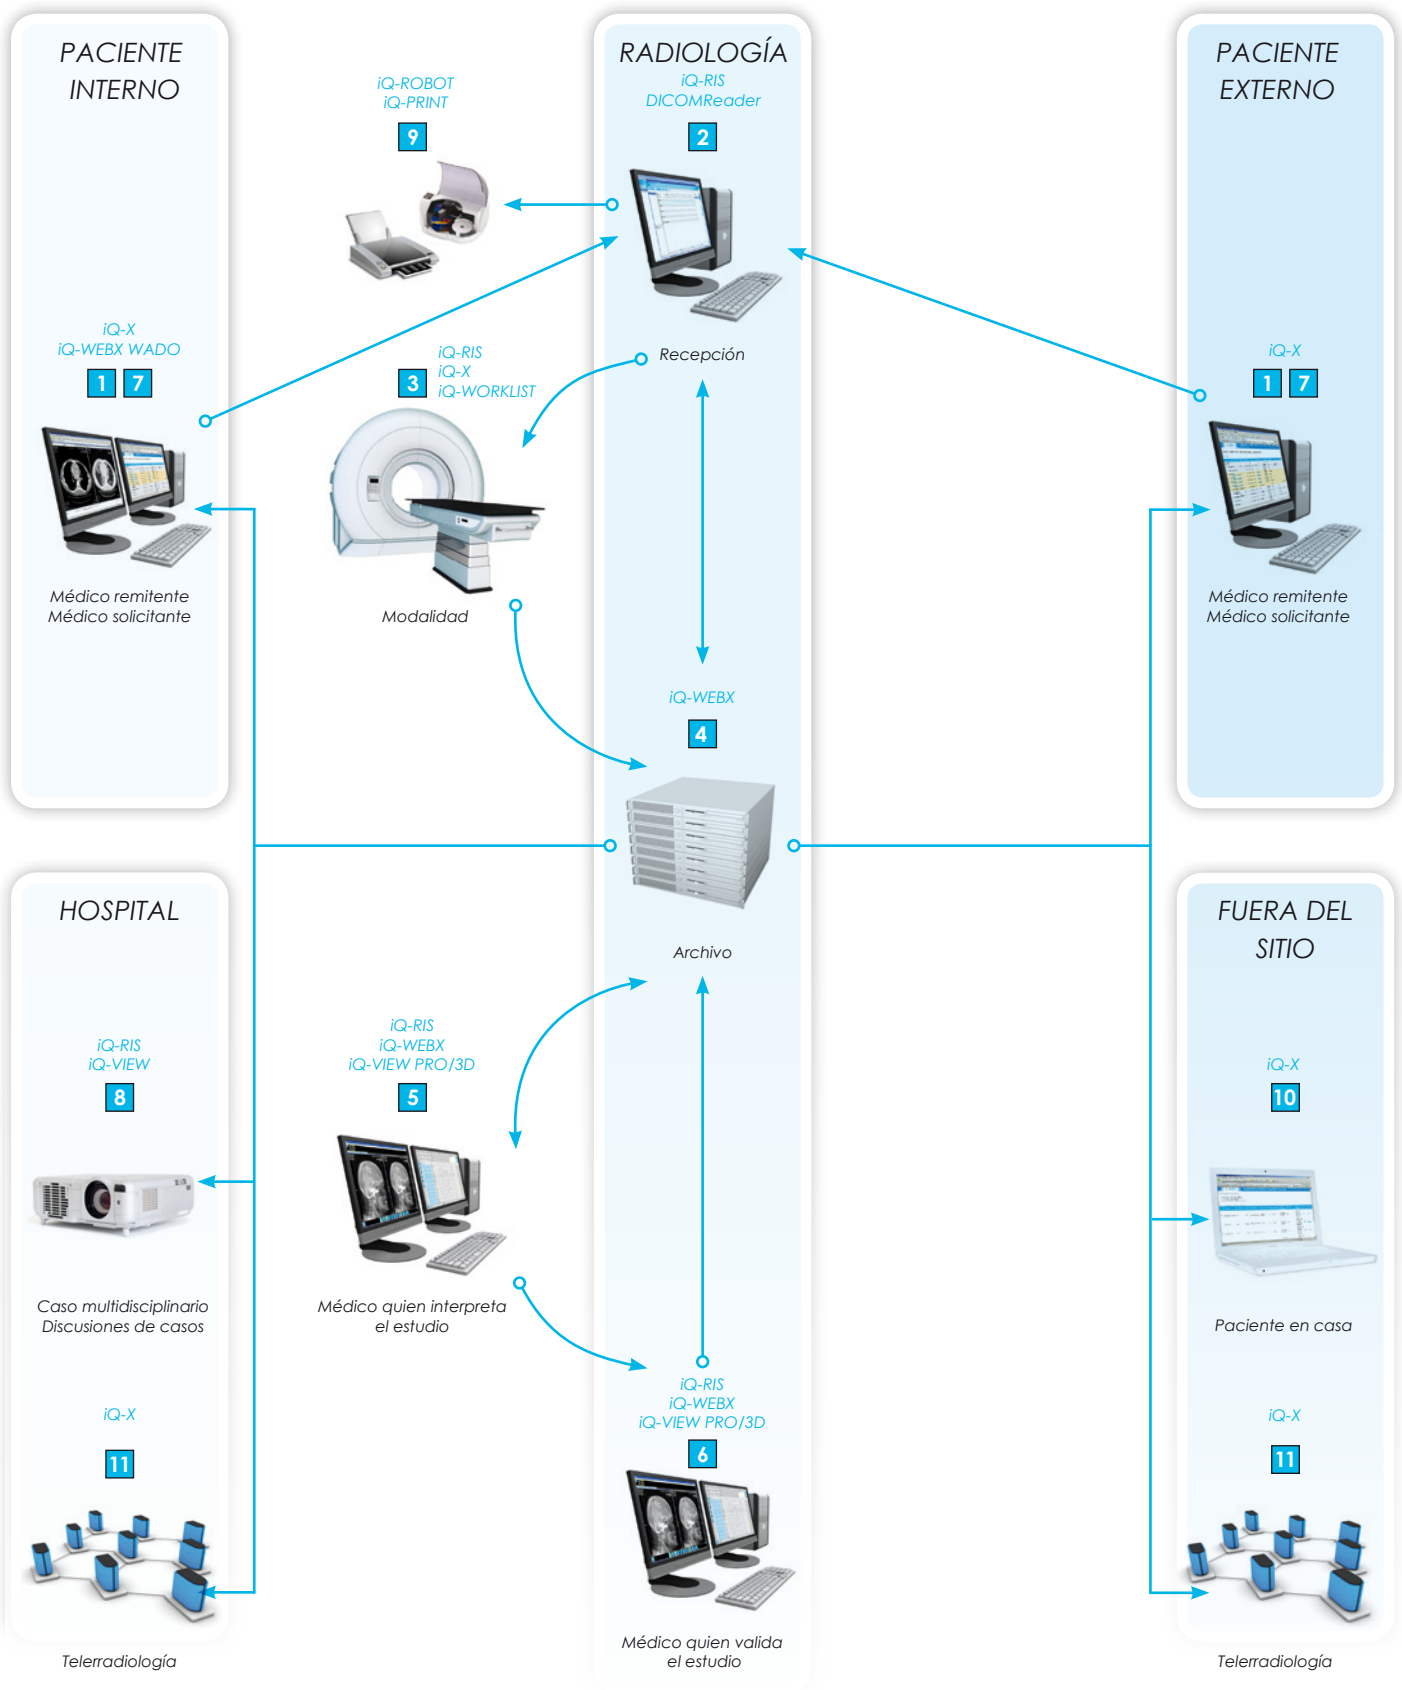 PACIENTE
INTERNO
iQ-X
iQ-WEBX WADO
1 7
Médico remitente
Médico solicitante
iQ-ROBOT
iQ-PRINT
9
iQ-RIS
iQ-X
iQ-WORKLIST
3
Modalidad
RADIOLOGÍA
iQ-RIS
DICOMReader
2
Recepción
iQ-WEBX
4
Archivo
PACIENTE
EXTERNO
iQ-X
1 7
Médico remitente
Médico solicitante
HOSPITAL
iQ-RIS
iQ-VIEW
8
Caso multidisciplinario
Discusiones de casos
iQ-X
11
Telerradiología
iQ-RIS
iQ-WEBX
iQ-VIEW PRO/3D
5
Médico quien interpreta
el estudio
iQ-RIS
iQ-WEBX
iQ-VIEW PRO/3D
6
Médico quien valida
el estudio
FUERA DEL
SITIO
iQ-X
10
Paciente en casa
iQ-X
11
Telerradiología